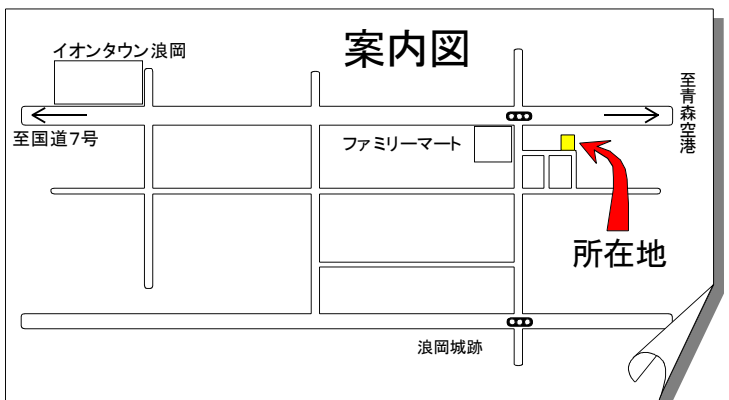 案内図
イオンタウン浪岡
至青森空港
至国道7号
ファミリーマート
所在地
浪岡城跡